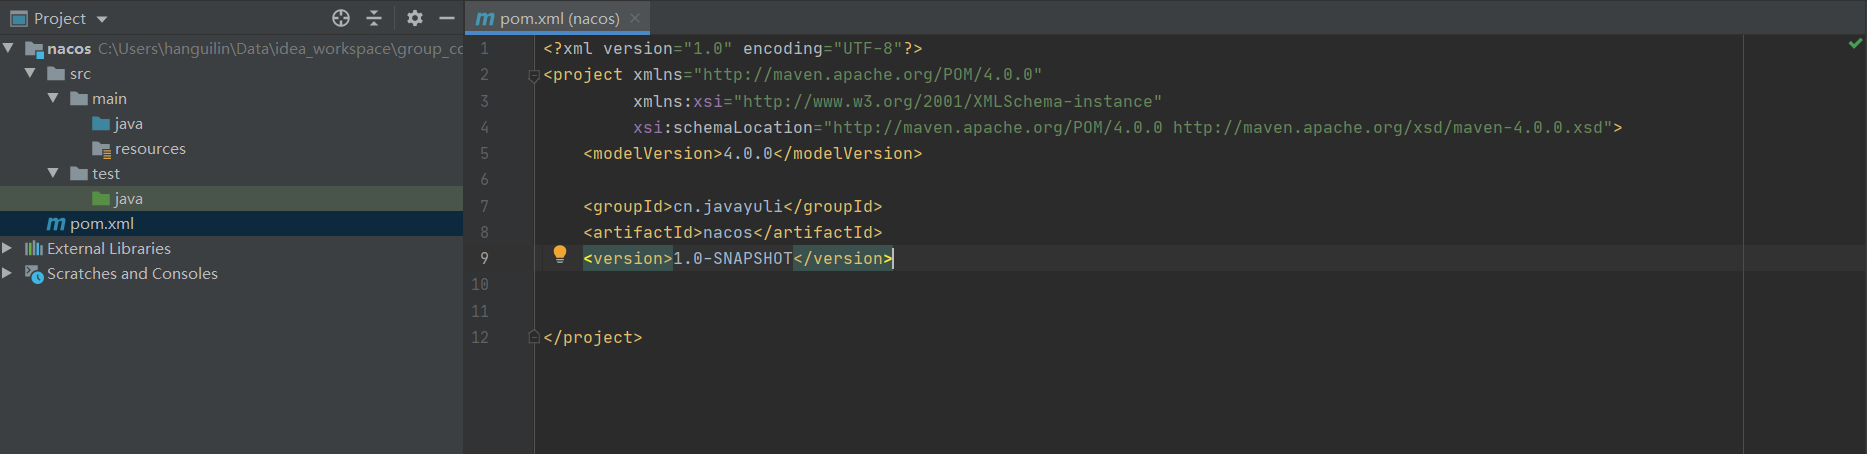 Project
nacos C:\Users\hanguilin\Data\idea_workspace\group_cc
src
main
java
resources
test
java
m pom.xml
External Libraries
Scratches and Consoles
m pom.xml (nacos)
1 <?xml version="1.0" encoding="UTF-8"?>
2 <project xmlns="http://maven.apache.org/POM/4.0.0"
3 xmlns:xsi="http://www.w3.org/2001/XMLSchema-instance"
4 xsi:schemaLocation="http://maven.apache.org/POM/4.0.0 http://maven.apache.org/xsd/maven-4.0.0.xsd">
5 <modelVersion>4.0.0</modelVersion>
6
7 <groupId>cn.javayuli</groupId>
8 <artifactId>nacos</artifactId>
9 <version>1.0-SNAPSHOT</version>
10
11
12 </project>